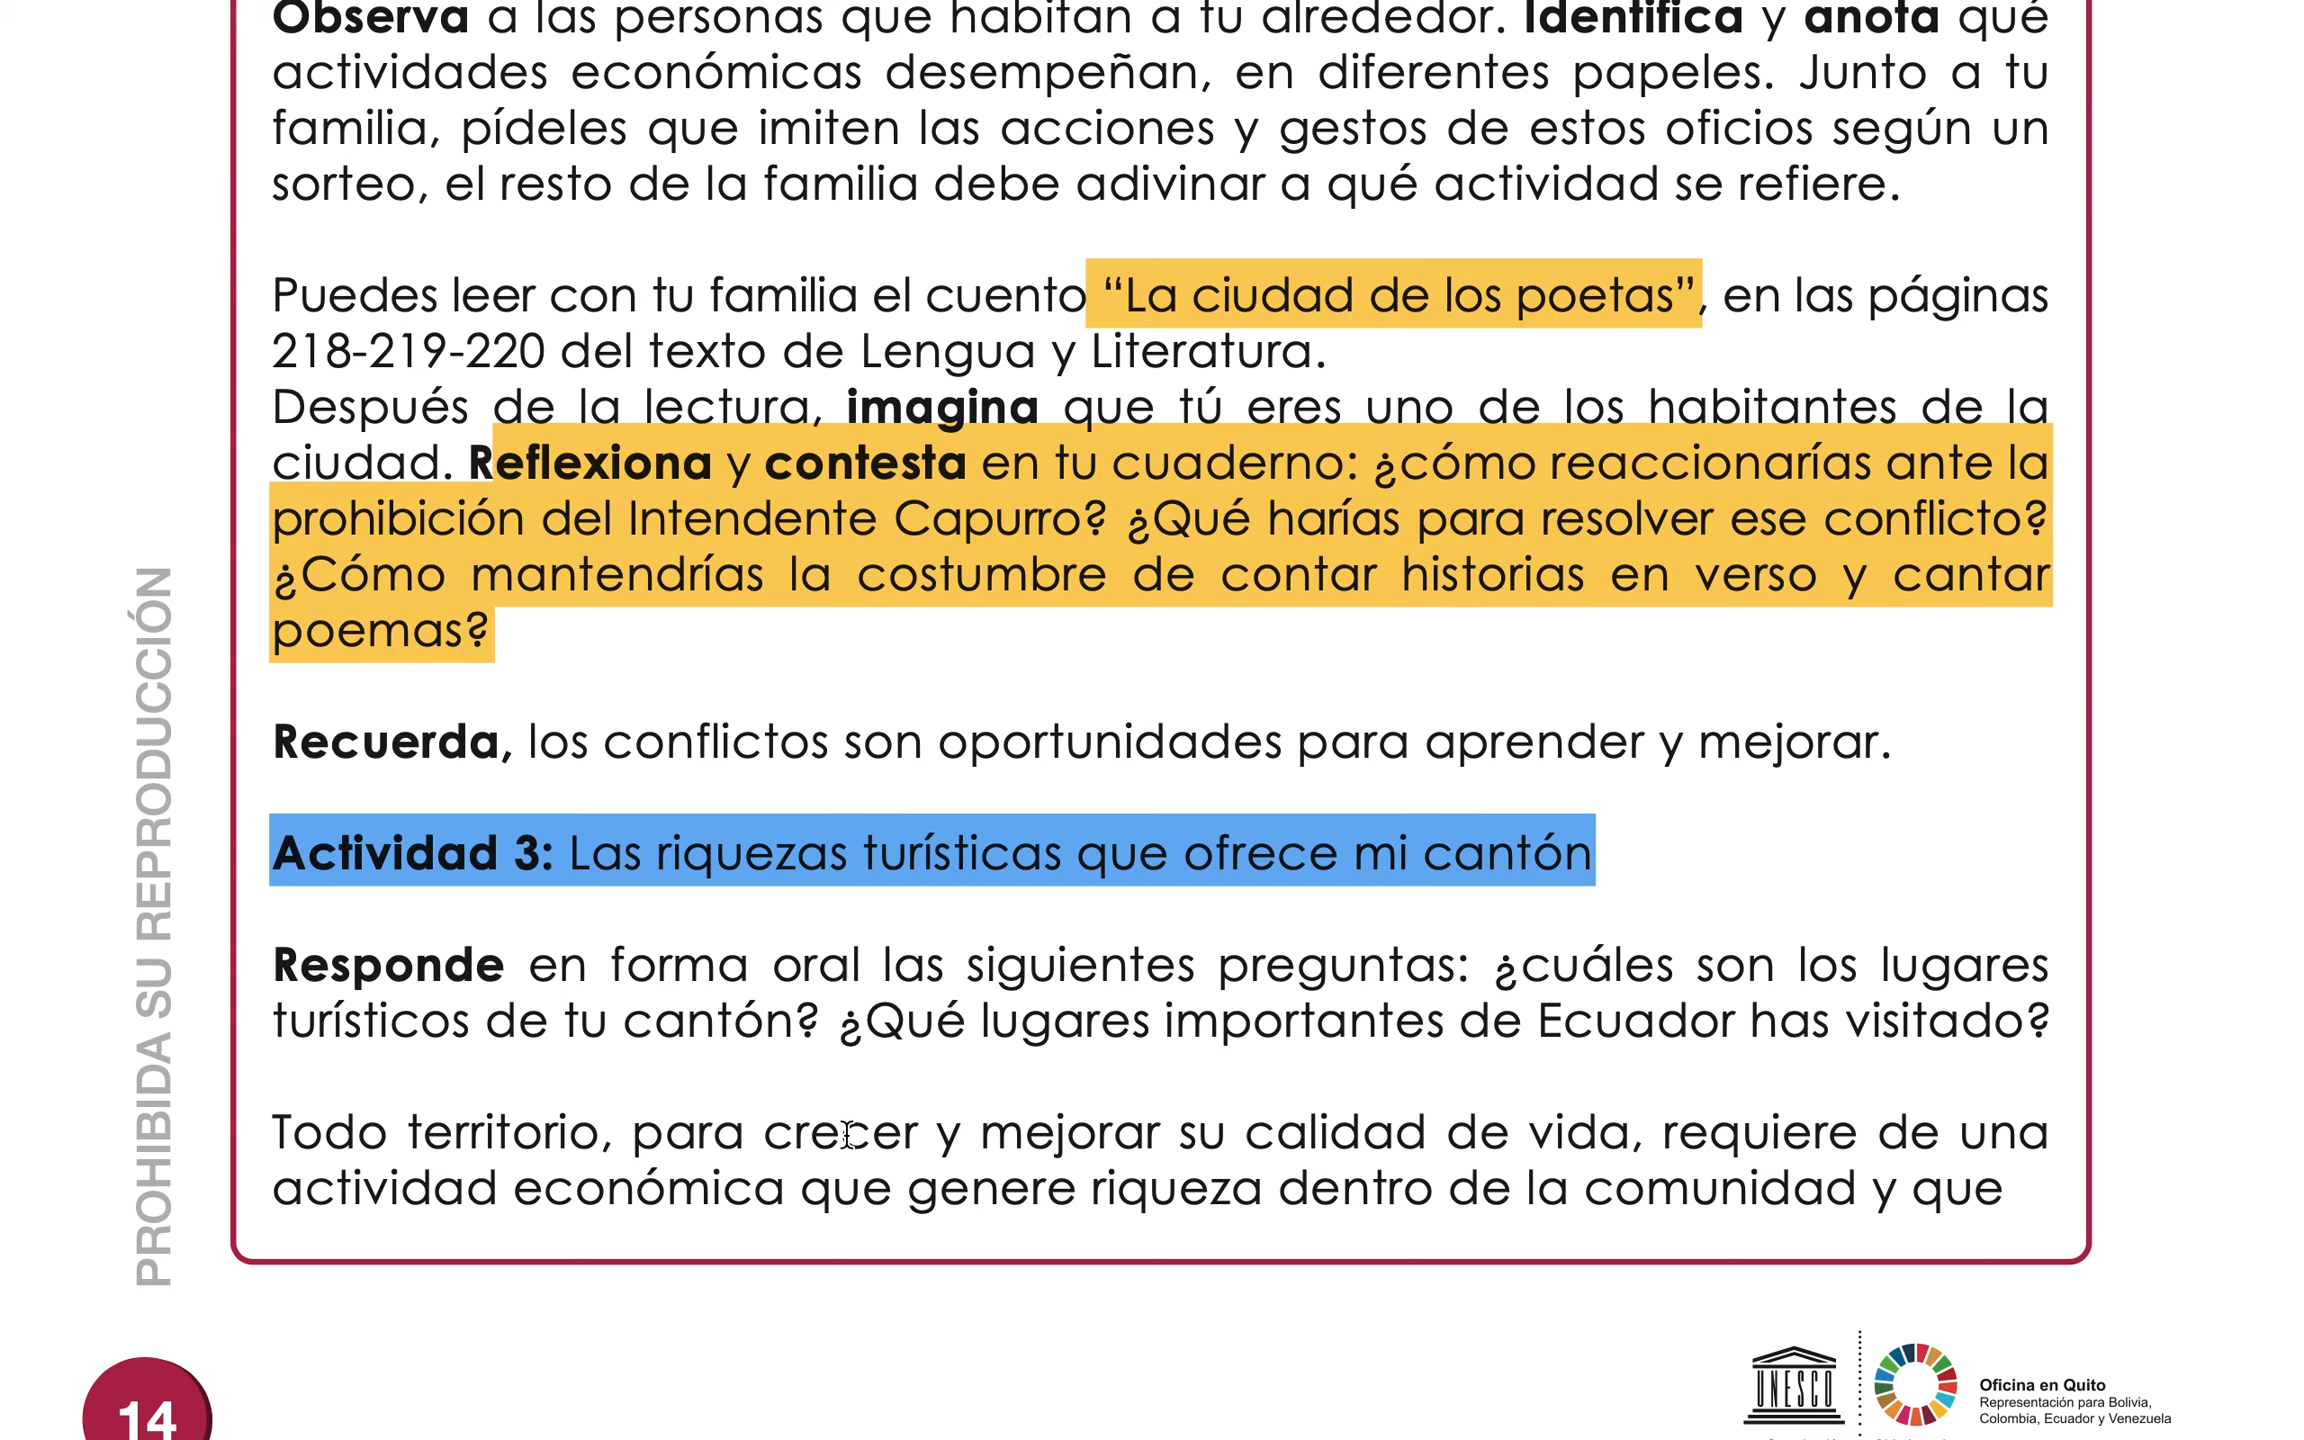 Observa a las personas que habitan a tu alrededor. Identifica y anota qué
actividades económicas desempeñan, en diferentes papeles. Junto a tu
familia, pídeles que imiten las acciones y gestos de estos oficios según un
sorteo, el resto de la familia debe adivinar a qué actividad se refiere.
Puedes leer con tu familia el cuento “La ciudad de los poetas”, en las páginas
218-219-220 del texto de Lengua y Literatura.
Después de la lectura, imagina que tú eres uno de los habitantes de la
ciudad. Reflexiona y contesta en tu cuaderno: ¿cómo reaccionarías ante la
prohibición del Intendente Capurro? ¿Qué harías para resolver ese conflicto?
¿Cómo mantendrías la costumbre de contar historias en verso y cantar
poemas?
Recuerda, los conflictos son oportunidades para aprender y mejorar.
Actividad 3: Las riquezas turísticas que ofrece mi cantón
Responde en forma oral las siguientes preguntas: ¿cuáles son los lugares
turísticos de tu cantón? ¿Qué lugares importantes de Ecuador has visitado?
Todo territorio, para crecer y mejorar su calidad de vida, requiere de una
actividad económica que genere riqueza dentro de la comunidad y que
PROHIBIDA SU REPRODUCCIÓN
14
UNESCO
Oficina en Quito
Representación para Bolivia,
Colombia, Ecuador y Venezuela